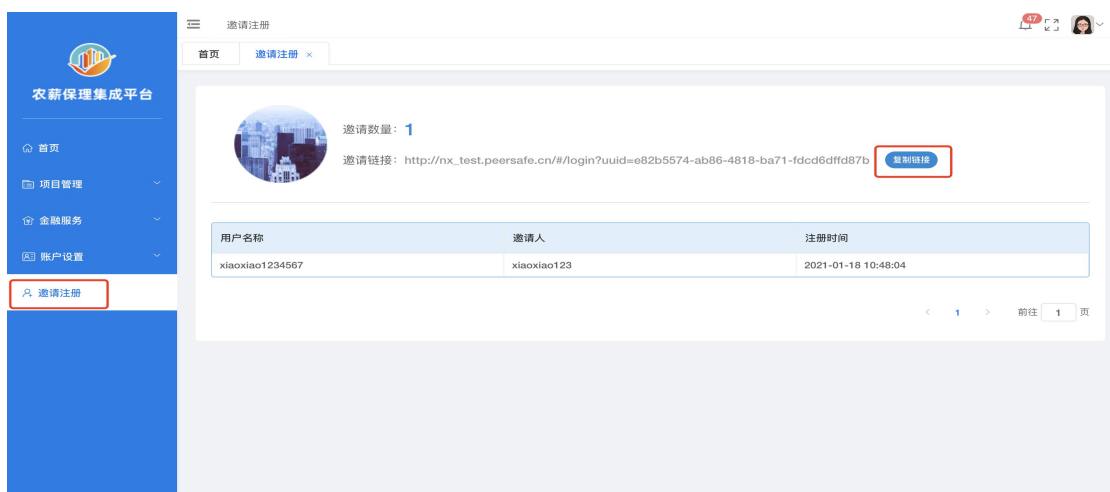 邀请注册
47
首页
邀请注册 ×
农薪保理集成平台
首页
项目管理
金融服务
账户设置
邀请注册
邀请数量：1
邀请链接：http://nx_test.peersafe.cn/#/login?uuid=e82b5574-ab86-4818-ba71-fdcd6dffd87b 复制链接
用户名称 邀请人 注册时间
xiaoxiao1234567 xiaoxiao123 2021-01-18 10:48:04
< 1 > 前往 1 页